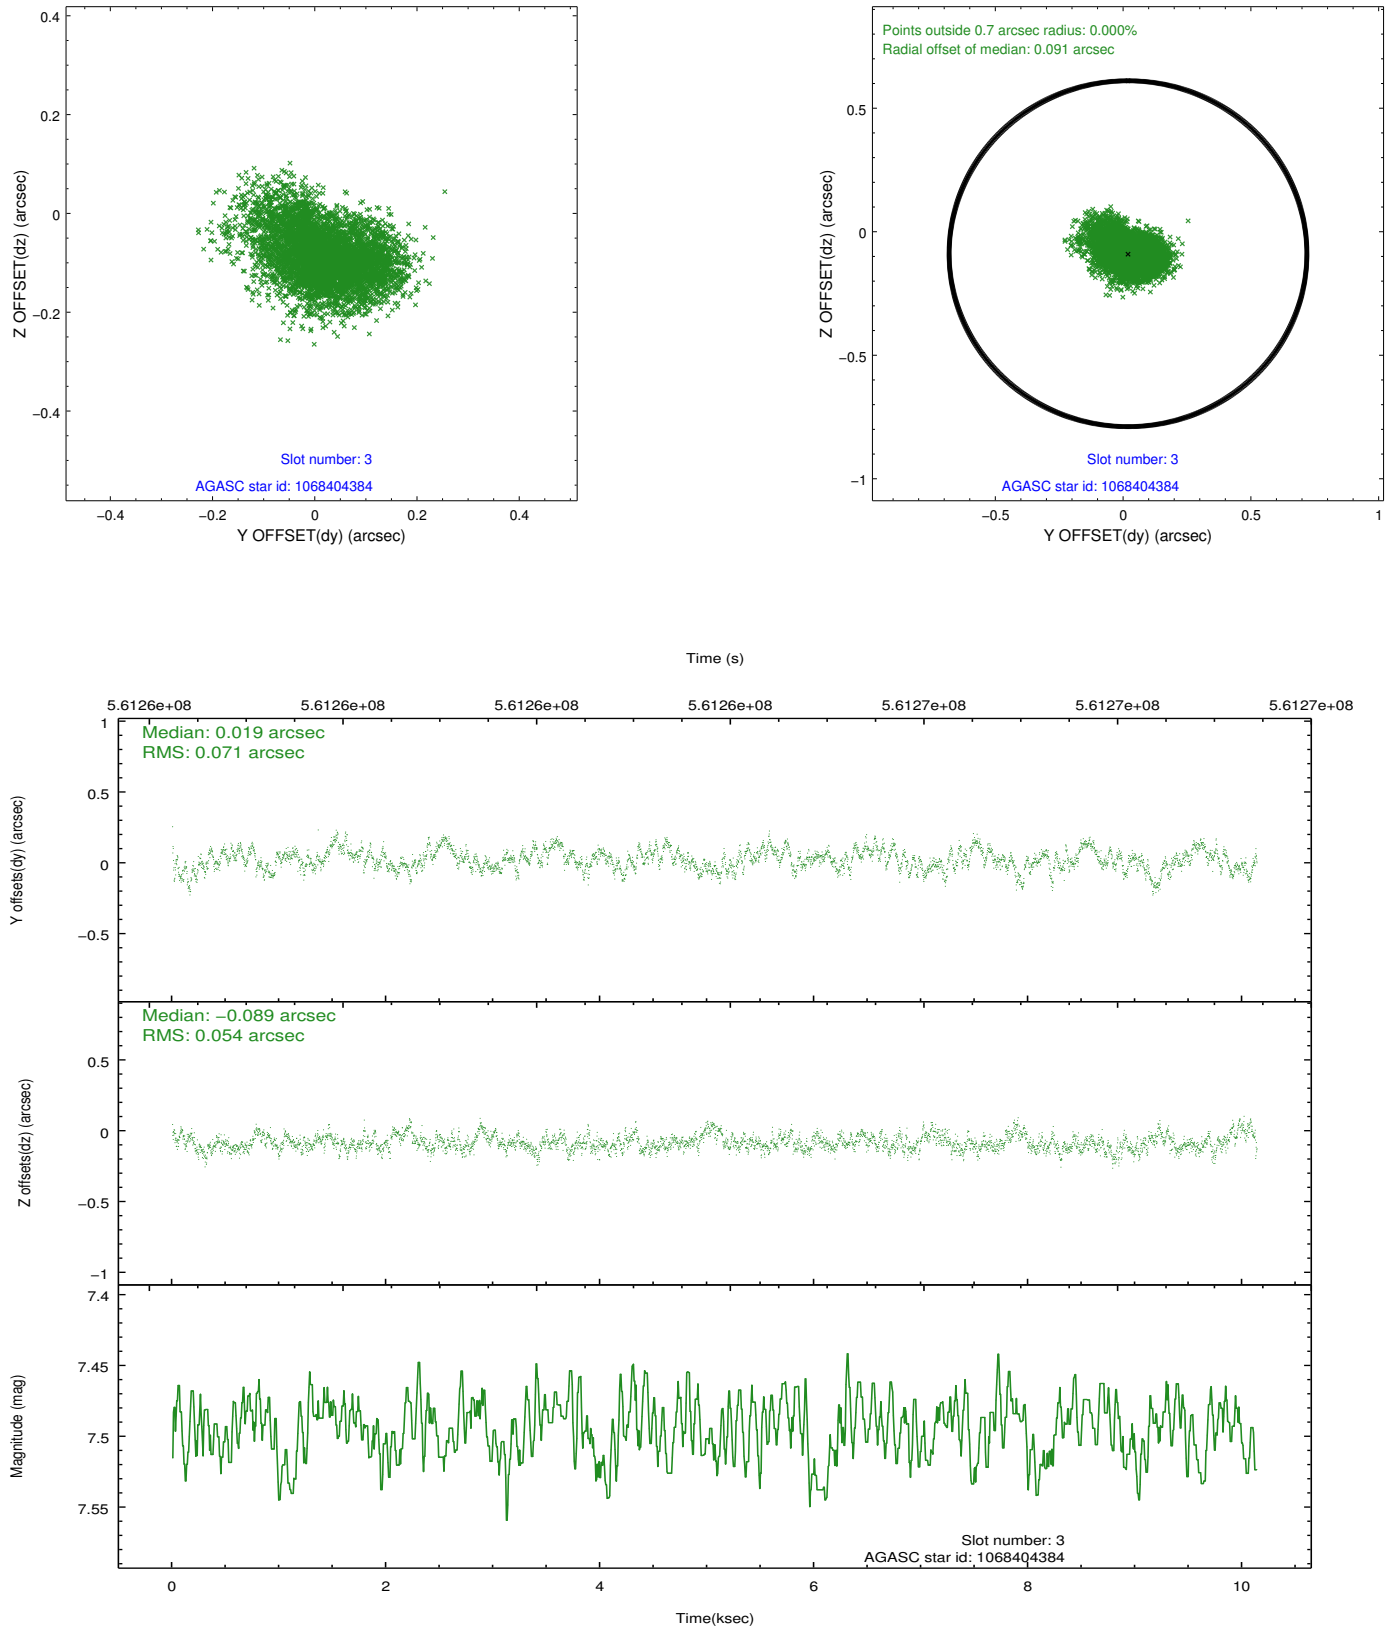 0.4
0.2
0
−0.2
−0.4
Z OFFSET(dz) (arcsec)
Slot number: 3
AGASC star id: 1068404384
−0.4 −0.2 0 0.2 0.4
Y OFFSET(dy) (arcsec)
Points outside 0.7 arcsec radius: 0.000%
Radial offset of median: 0.091 arcsec
0.5
0
−0.5
−1
Z OFFSET(dz) (arcsec)
Slot number: 3
AGASC star id: 1068404384
−0.5 0 0.5 1
Y OFFSET(dy) (arcsec)
Time (s)
5.6126e+08 5.6126e+08 5.6126e+08 5.6126e+08 5.6127e+08 5.6127e+08 5.6127e+08
Median: 0.019 arcsec
RMS: 0.071 arcsec
1
0.5
0
−0.5
Y offsets(dy) (arcsec)
Median: −0.089 arcsec
RMS: 0.054 arcsec
0.5
0
−0.5
−1
Z offsets(dz) (arcsec)
7.4
7.45
7.5
7.55
Magnitude (mag)
Slot number: 3
AGASC star id: 1068404384
0 2 4 6 8 10
Time(ksec)